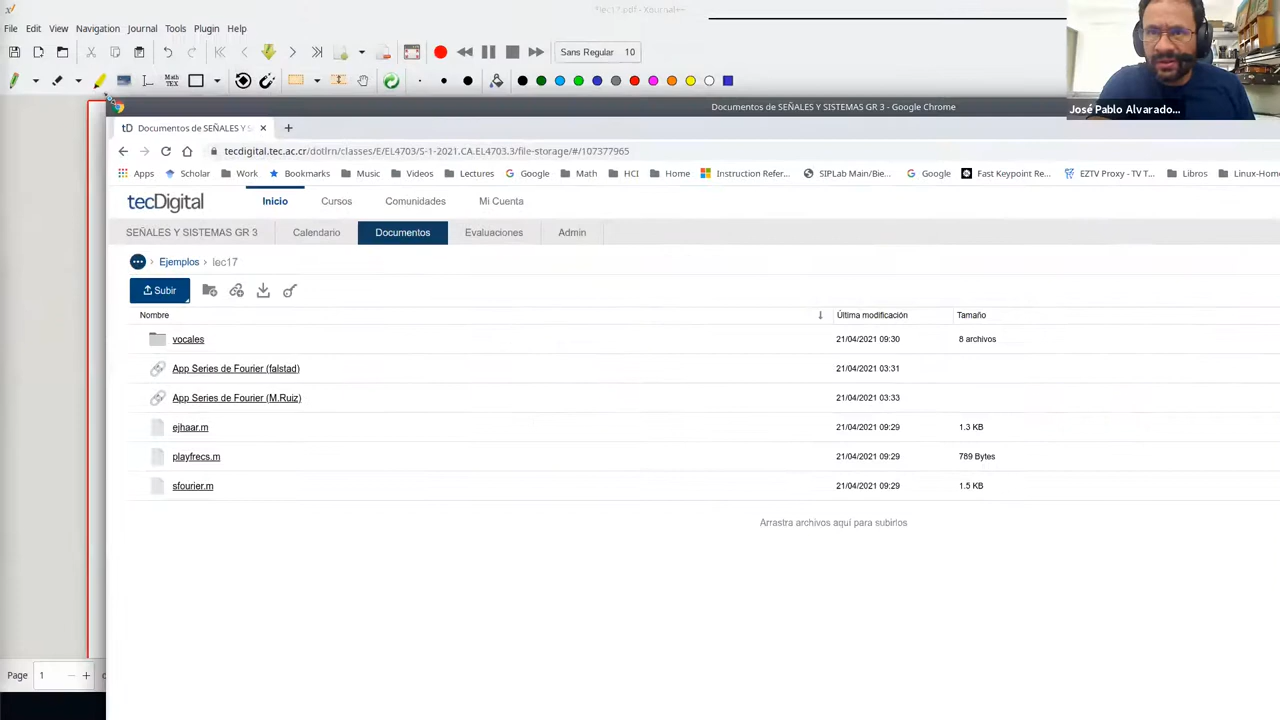 *lec17.pdf - Xournal++
File Edit View Navigation Journal Tools Plugin Help
Sans Regular 10
Math
TEX
José Pablo Alvarado...
Documentos de SEÑALES Y SISTEMAS GR 3 - Google Chrome
tD Documentos de SEÑALES Y S
tecdigital.tec.ac.cr/dotlrn/classes/E/EL4703/S-1-2021.CA.EL4703.3/file-storage/#/107377965
Apps Scholar Work Bookmarks Music Videos Lectures Google Math HCI Home Instruction Refer... SIPLab Main/Bie... Google Fast Keypoint Re... EZTV Proxy - TV T... Libros Linux-Hom
tecDigital Inicio Cursos Comunidades Mi Cuenta
SEÑALES Y SISTEMAS GR 3 Calendario Documentos Evaluaciones Admin
Ejemplos › lec17
Subir
Nombre ↓ Última modificación Tamaño
vocales 21/04/2021 09:30 8 archivos
App Series de Fourier (falstad) 21/04/2021 03:31
App Series de Fourier (M.Ruiz) 21/04/2021 03:33
ejhaar.m 21/04/2021 09:29 1.3 KB
playfrecs.m 21/04/2021 09:29 789 Bytes
sfourier.m 21/04/2021 09:29 1.5 KB
Arrastra archivos aquí para subirlos
Page 1 − +